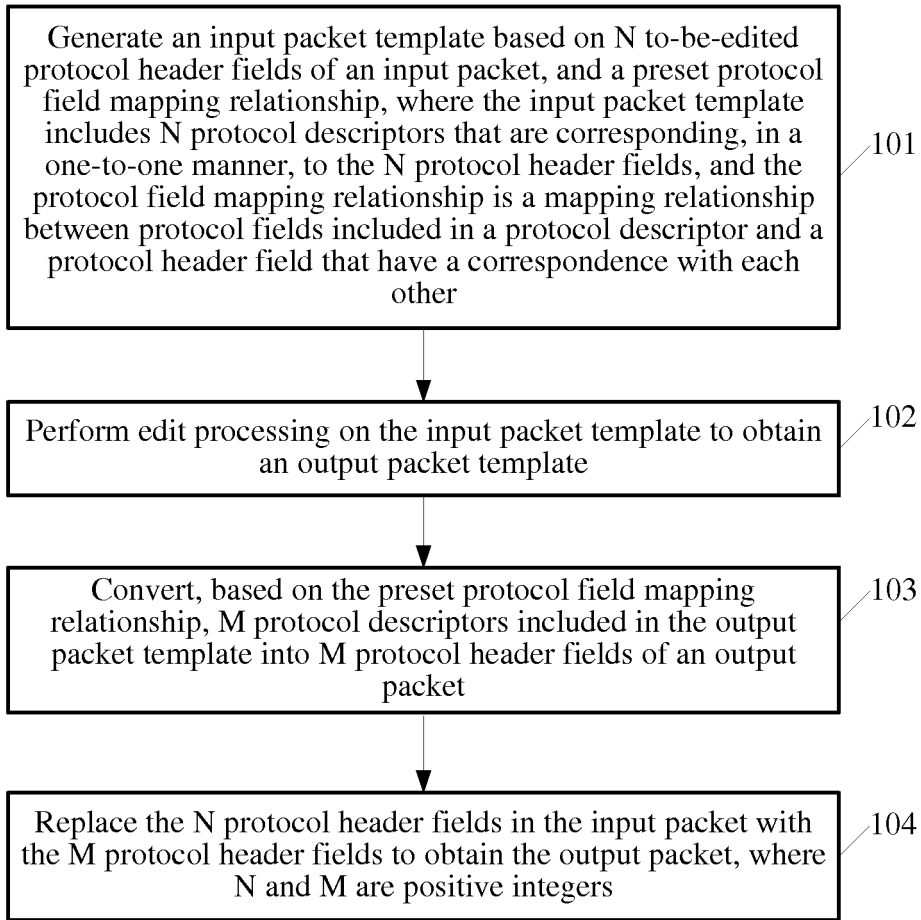 Generate an input packet template based on N to-be-edited
protocol header fields of an input packet, and a preset protocol
field mapping relationship, where the input packet template
includes N protocol descriptors that are corresponding, in a
one-to-one manner, to the N protocol header fields, and the
protocol field mapping relationship is a mapping relationship
between protocol fields included in a protocol descriptor and a
protocol header field that have a correspondence with each
other
101
Perform edit processing on the input packet template to obtain
an output packet template
102
Convert, based on the preset protocol field mapping
relationship, M protocol descriptors included in the output
packet template into M protocol header fields of an output
packet
103
Replace the N protocol header fields in the input packet with
the M protocol header fields to obtain the output packet, where
N and M are positive integers
104